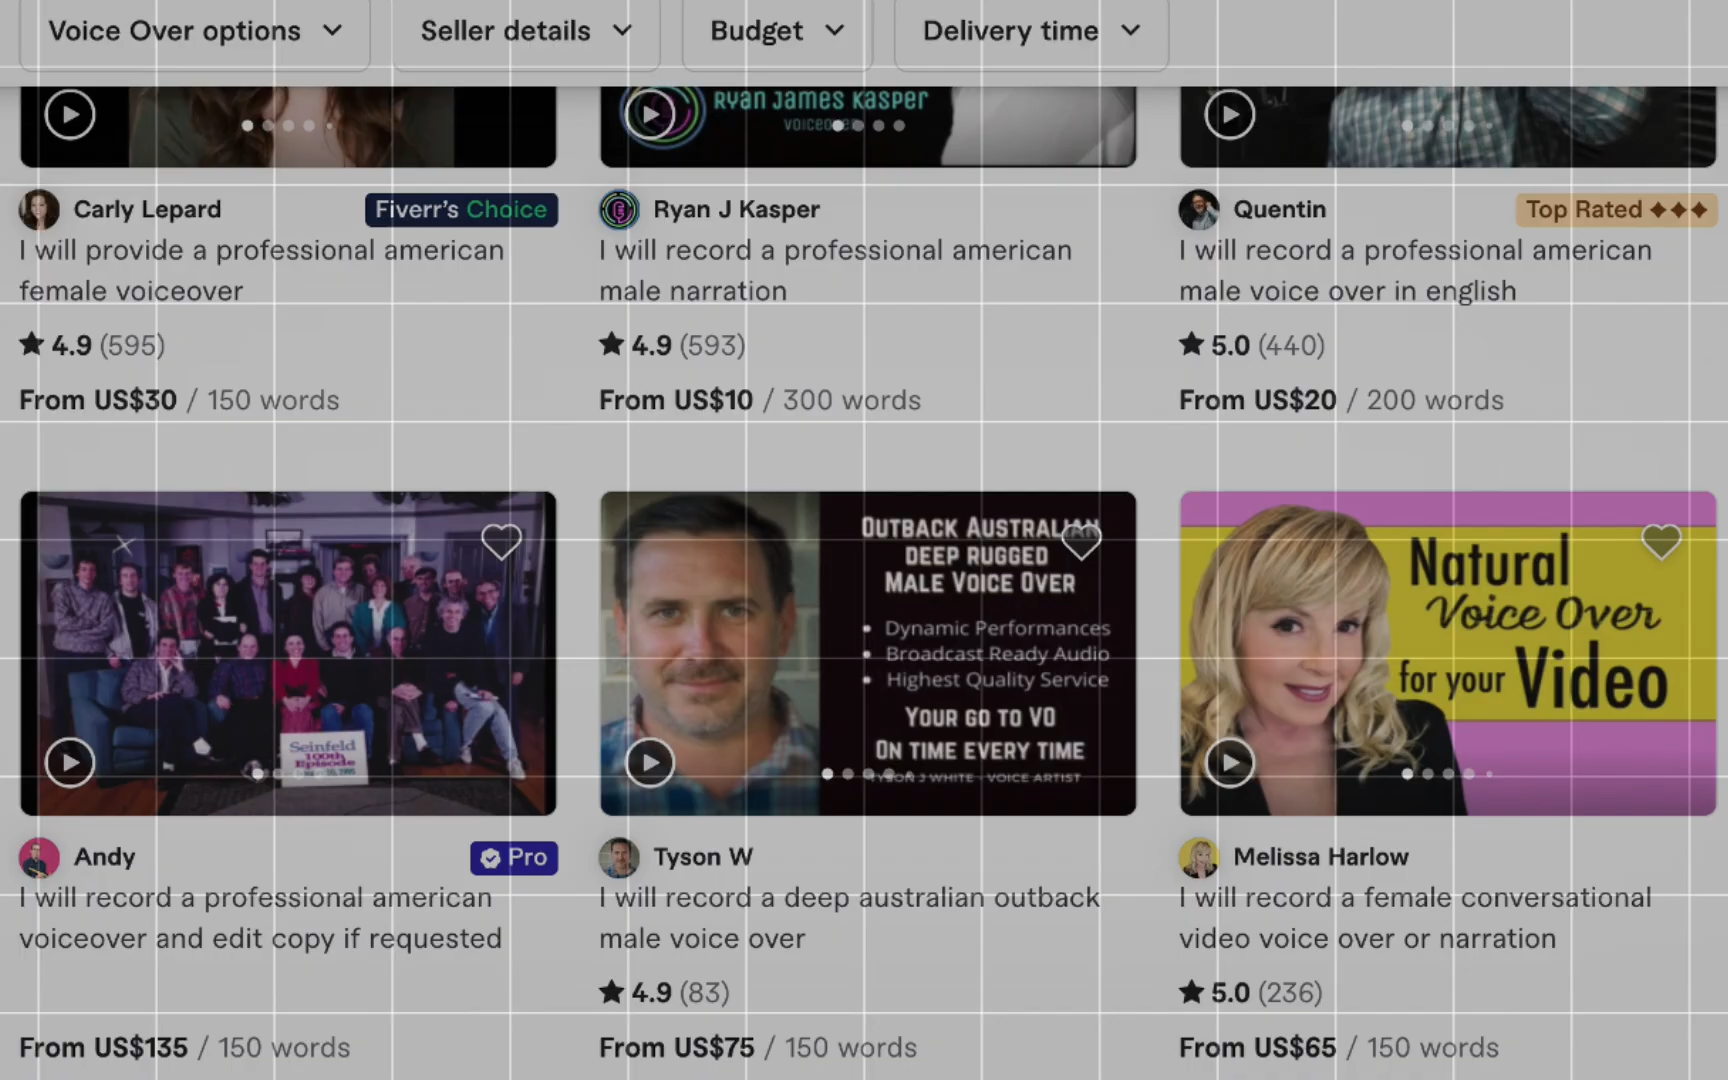 Voice Over options
Seller details
Budget
Delivery time
Ryan James Kasper
Carly Lepard
Fiverr's Choice
I will provide a professional american
female voiceover
4.9 (595)
From US$30 / 150 words
Ryan J Kasper
I will record a professional american
male narration
4.9 (593)
From US$10 / 300 words
Quentin
Top Rated
I will record a professional american
male voice over in english
5.0 (440)
From US$20 / 200 words
Seinfeld
100th
Episode
Andy
Pro
I will record a professional american
voiceover and edit copy if requested
From US$135 / 150 words
Outback Australian
Deep Rugged
Male Voice Over
• Dynamic Performances
• Broadcast Ready Audio
• Highest Quality Service
Your go to VO
On time every time
Tyson J White - Voice Artist
Tyson W
I will record a deep australian outback
male voice over
4.9 (83)
From US$75 / 150 words
Natural
Voice Over
for your Video
Melissa Harlow
I will record a female conversational
video voice over or narration
5.0 (236)
From US$65 / 150 words